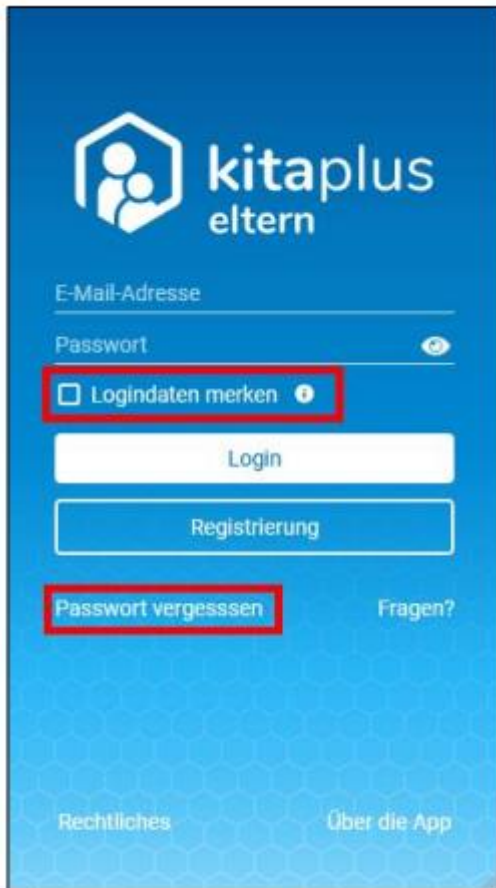 kitaplus
eltern
E-Mail-Adresse
Passwort
Logindaten merken
Login
Registrierung
Passwort vergesssen Fragen?
Rechtliches Über die App